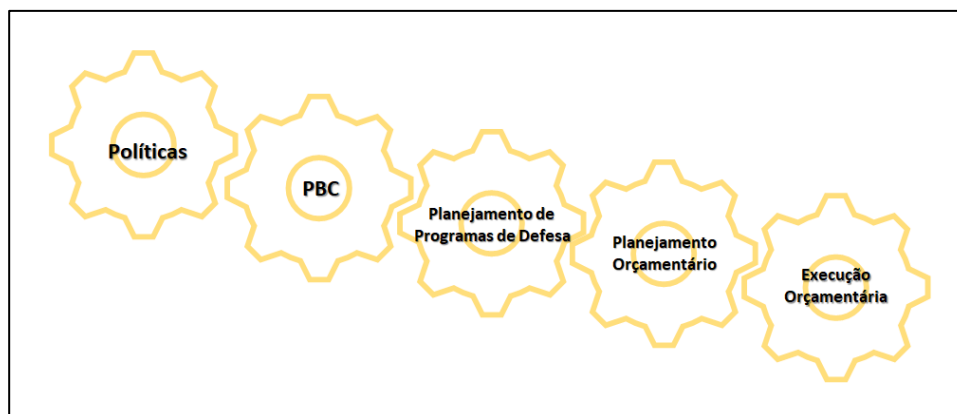 Políticas
PBC
Planejamento de
Programas de Defesa
Planejamento
Orçamentário
Execução
Orçamentária